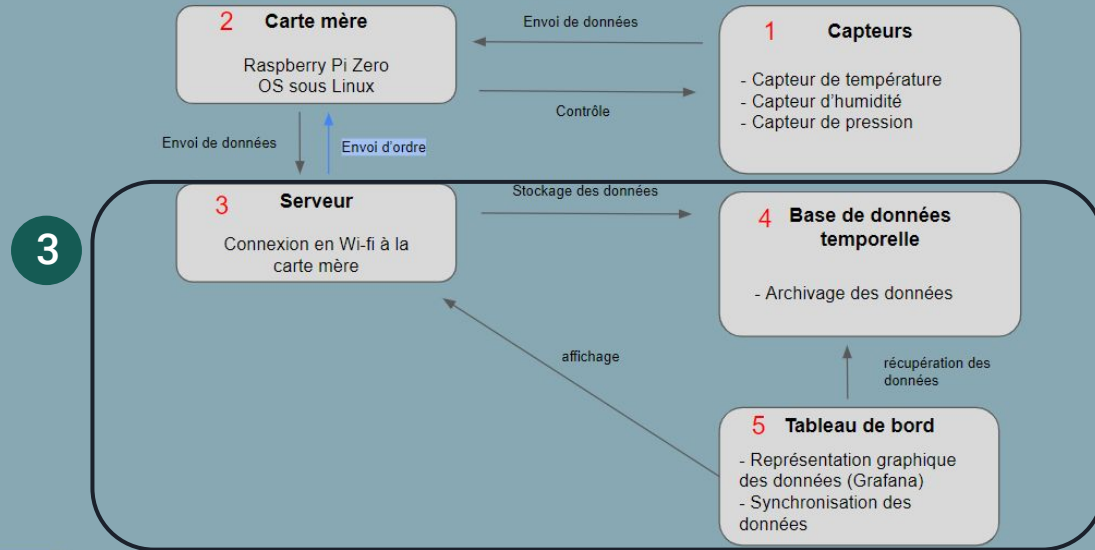 2 Carte mère
Raspberry Pi Zero
OS sous Linux
Envoi de données
Contrôle
1 Capteurs
- Capteur de température
- Capteur d'humidité
- Capteur de pression
Envoi de données
Envoi d'ordre
3
3 Serveur
Connexion en Wi-fi à la
carte mère
Stockage des données
4 Base de données
temporelle
- Archivage des données
affichage
récupération des
données
5 Tableau de bord
- Représentation graphique
des données (Grafana)
- Synchronisation des
données